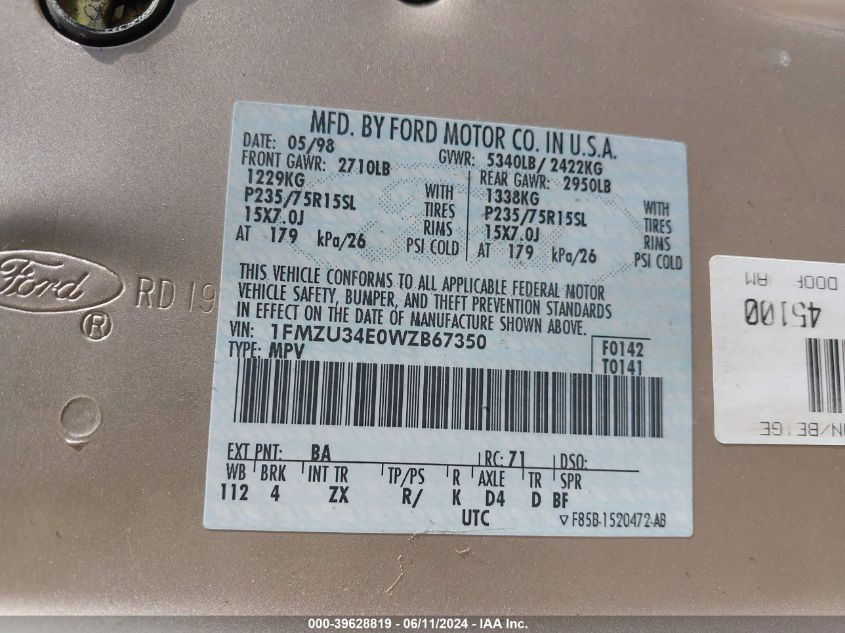 MFD. BY FORD MOTOR CO. IN U.S.A.
DATE: 05/98 GVWR: 5340LB/2422KG
FRONT GAWR: 2710LB REAR GAWR: 2950LB
1229KG WITH 1338KG WITH
P235/75R15SL TIRES P235/75R15SL TIRES
15X7.0J RIMS 15X7.0J RIMS
AT 179 kPa/26 PSI COLD AT 179 kPa/26 PSI COLD
THIS VEHICLE CONFORMS TO ALL APPLICABLE FEDERAL MOTOR
VEHICLE SAFETY, BUMPER, AND THEFT PREVENTION STANDARDS
IN EFFECT ON THE DATE OF MANUFACTURE SHOWN ABOVE.
VIN: 1FMZU34E0WZB67350
TYPE: MPV
F0142
T0141
EXT PNT: BA RC: 71 DSO:
WB BRK INT TR TP/PS R AXLE TR SPR
112 4 ZX R/ K D4 D BF
UTC ▽F85B-1520472-AB
Ford
®
RD 19
DOOR
45100
/BEIGE
000-39628819 - 06/11/2024 - IAA Inc.